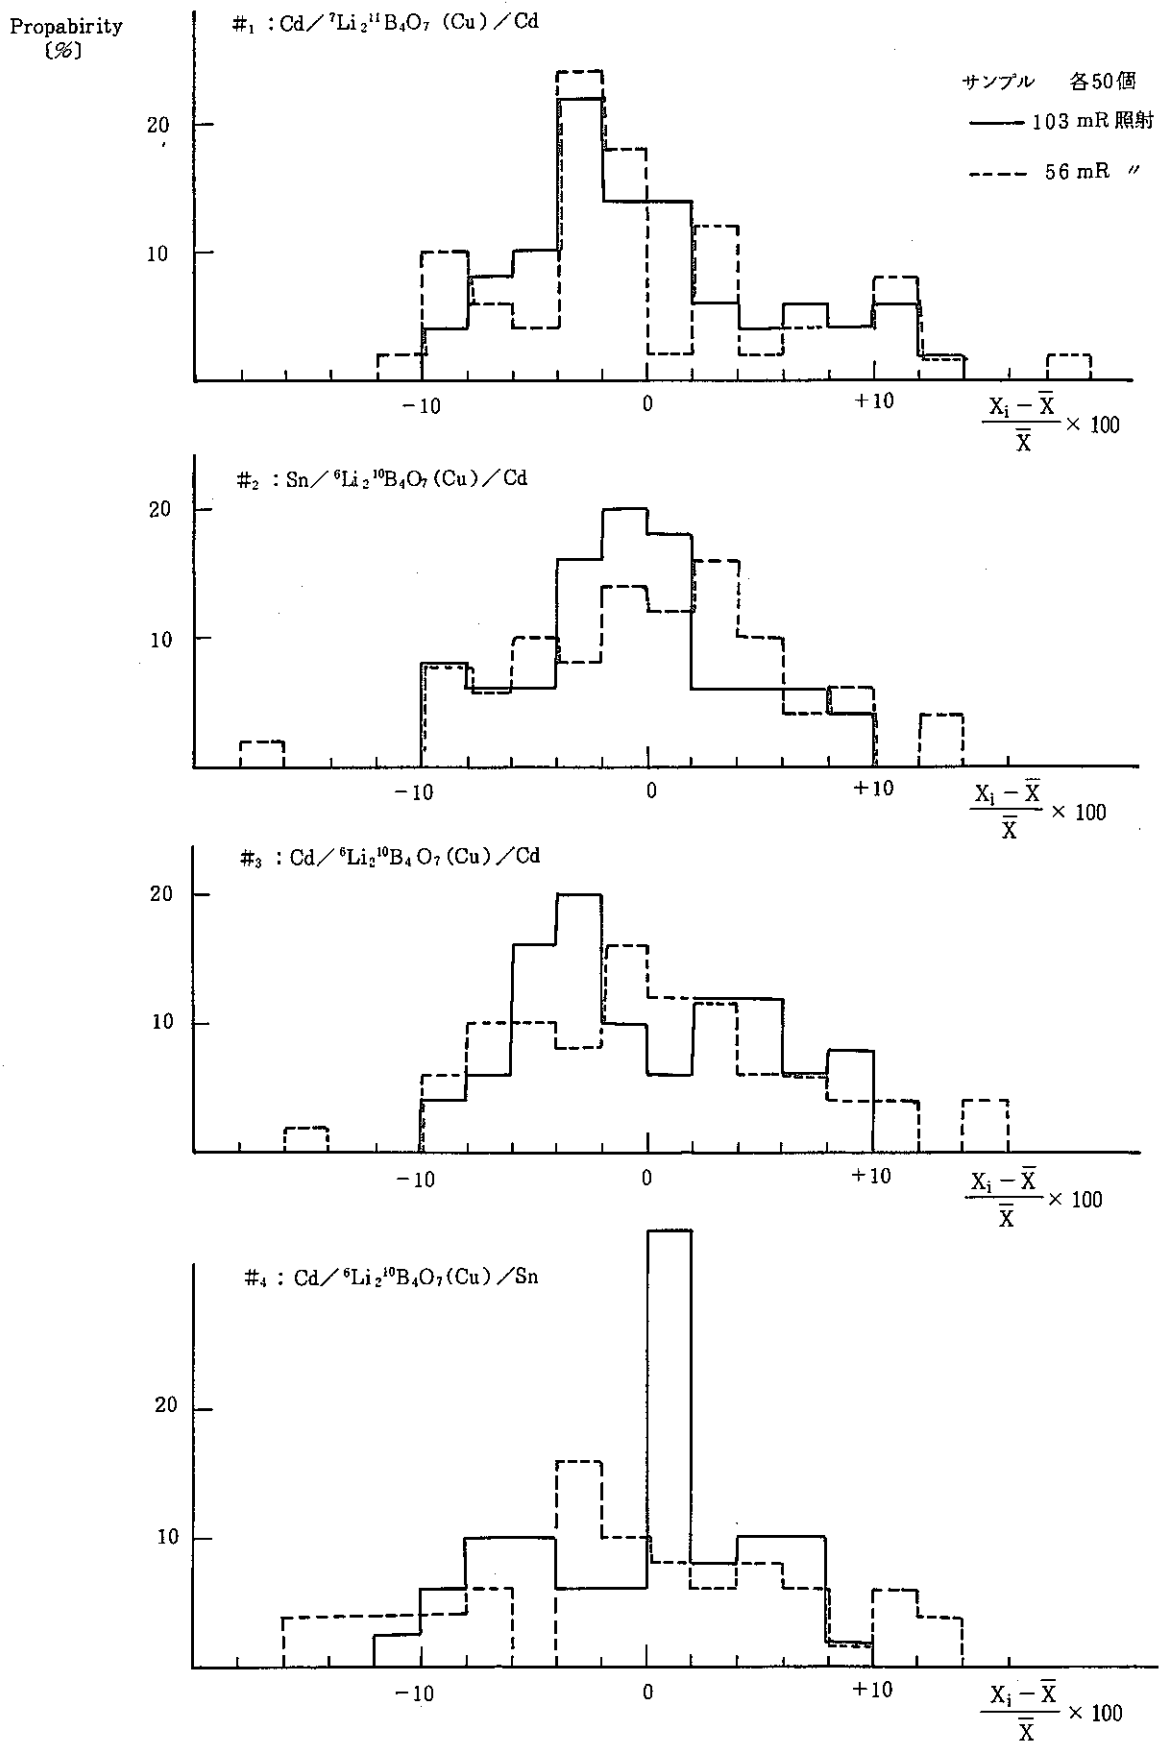 Propabirity
〔%〕
#₁ : Cd／⁷Li₂¹¹B₄O₇ (Cu)／Cd
サンプル 各50個
103 mR 照射
56 mR 〃
20
10
−10 0 +10
Xᵢ − X̄
X̄
× 100
#₂ : Sn／⁶Li₂¹⁰B₄O₇(Cu)／Cd
20
10
−10 0 +10
Xᵢ − X̄
X̄
× 100
#₃ : Cd／⁶Li₂¹⁰B₄O₇(Cu)／Cd
20
10
−10 0 +10
Xᵢ − X̄
X̄
× 100
#₄ : Cd／⁶Li₂¹⁰B₄O₇(Cu)／Sn
20
10
−10 0 +10
Xᵢ − X̄
X̄
× 100